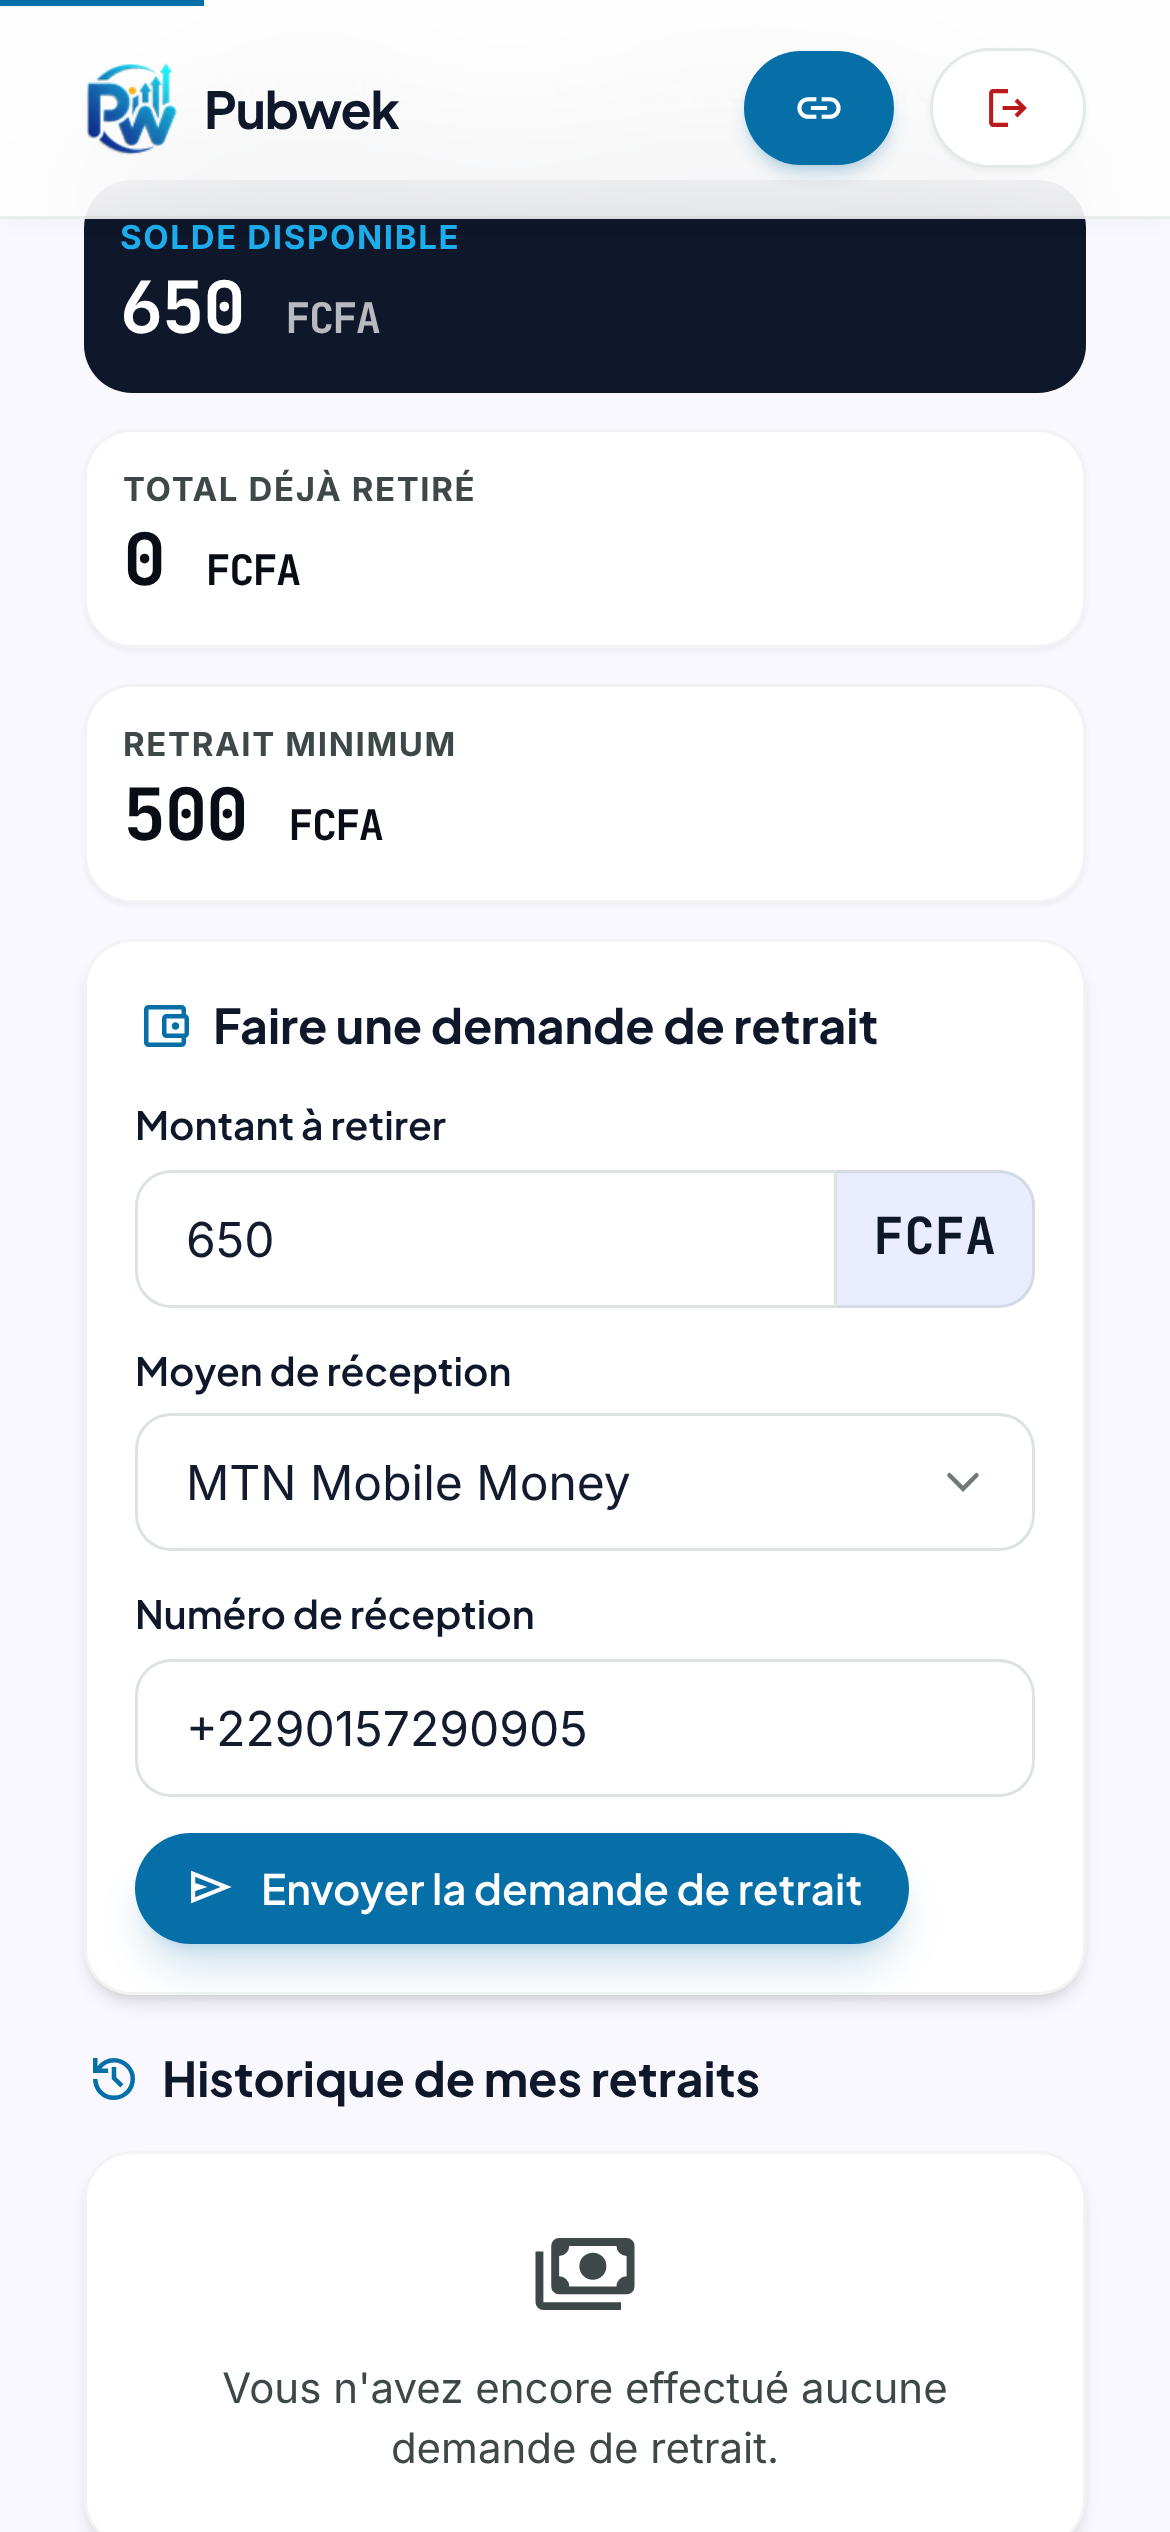 Pubwek
SOLDE DISPONIBLE
650 FCFA
TOTAL DÉJÀ RETIRÉ
0 FCFA
RETRAIT MINIMUM
500 FCFA
Faire une demande de retrait
Montant à retirer
650 FCFA
Moyen de réception
MTN Mobile Money
Numéro de réception
+2290157290905
Envoyer la demande de retrait
Historique de mes retraits
Vous n'avez encore effectué aucune
demande de retrait.